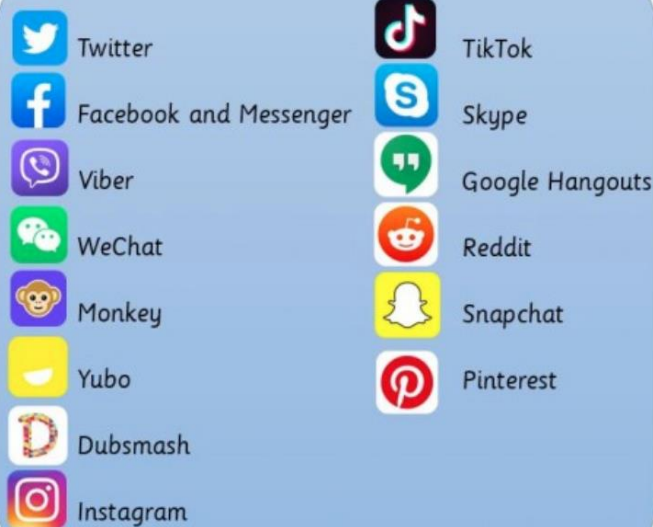 Twitter
Facebook and Messenger
Viber
WeChat
Monkey
Yubo
Dubsmash
Instagram
TikTok
Skype
Google Hangouts
Reddit
Snapchat
Pinterest